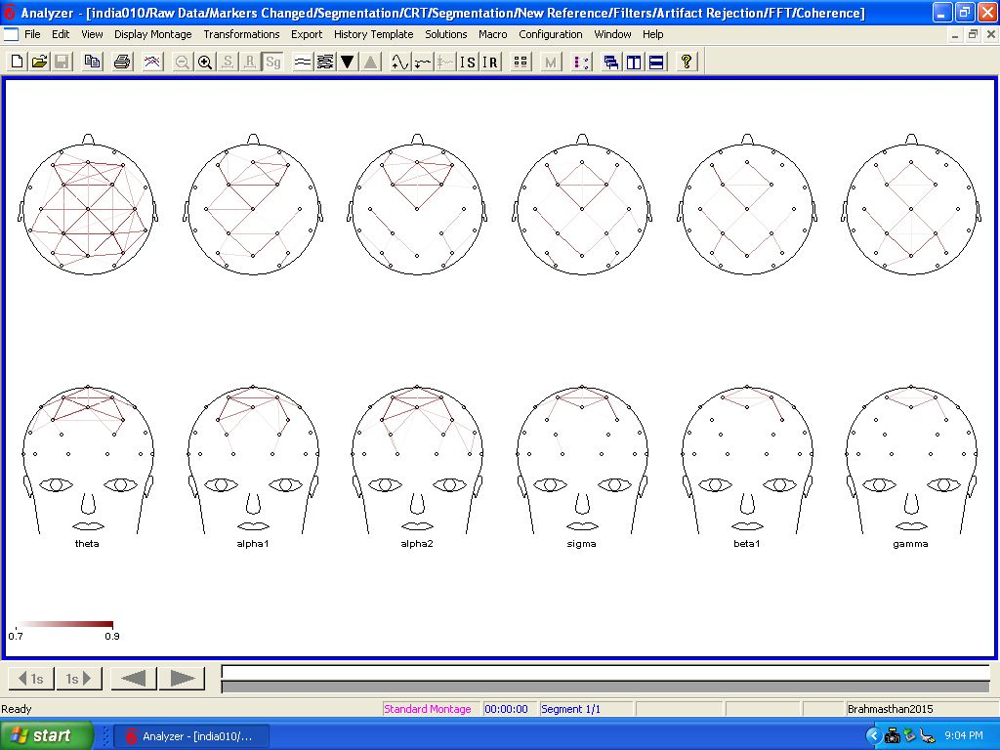 Analyzer - [india010/Raw Data/Markers Changed/Segmentation/CRT/Segmentation/New Reference/Filters/Artifact Rejection/FFT/Coherence]
File Edit View Display Montage Transformations Export History Template Solutions Macro Configuration Window Help
S R Sg I S I R M ?
theta alpha1 alpha2 sigma beta1 gamma
0.7 0.9
1s 1s
Ready Standard Montage 00:00:00 Segment 1/1 Brahmasthan2015
start Analyzer - [india010/... 9:04 PM